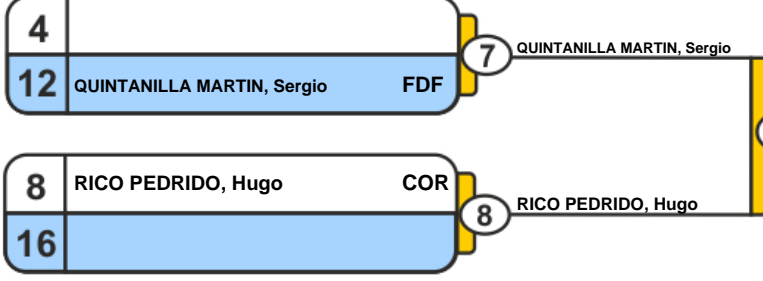 4
12 QUINTANILLA MARTIN, Sergio FDF
7 QUINTANILLA MARTIN, Sergio
8 RICO PEDRIDO, Hugo COR
16
8 RICO PEDRIDO, Hugo